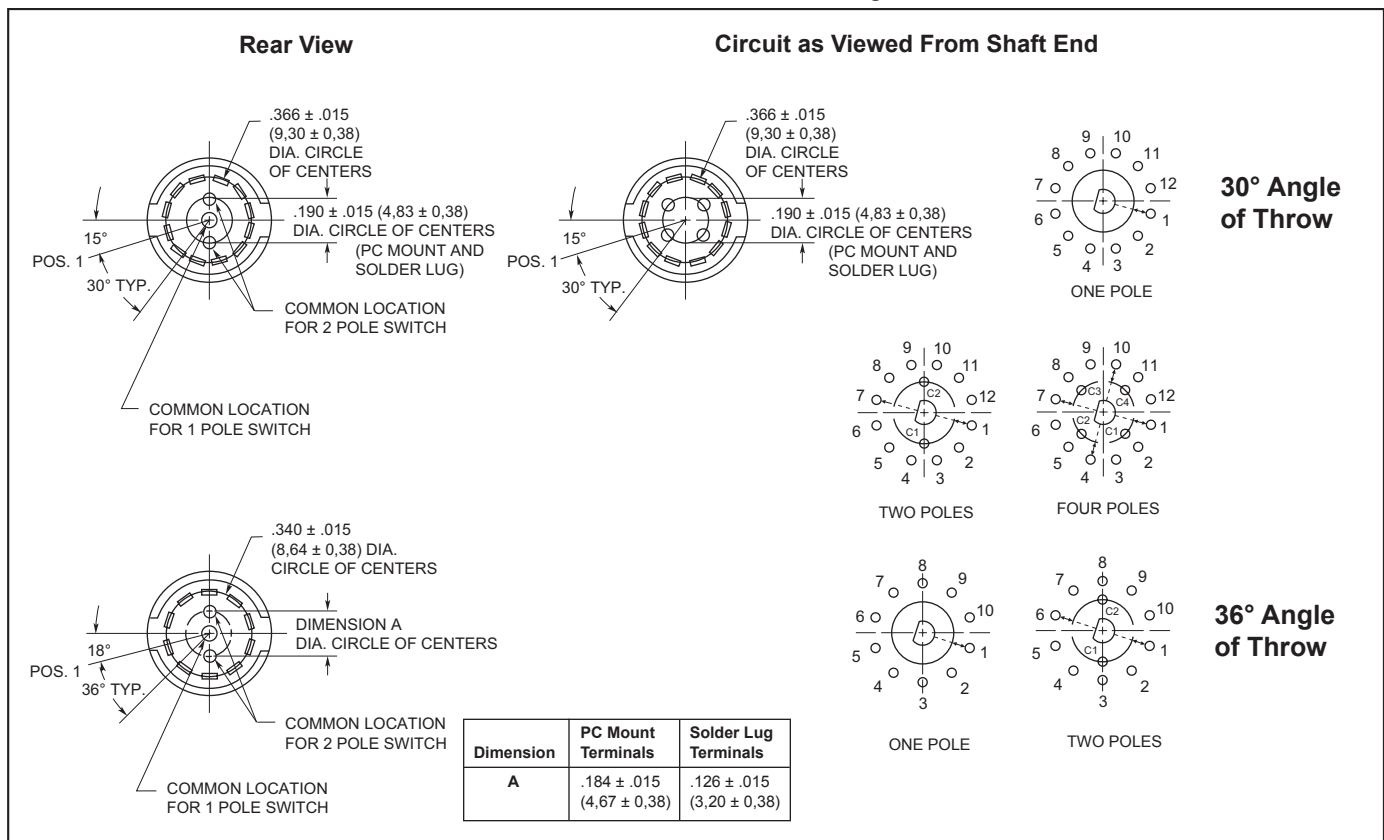 Rear View
Circuit as Viewed From Shaft End
.366 ± .015
(9,30 ± 0,38)
DIA. CIRCLE
OF CENTERS
.190 ± .015 (4,83 ± 0,38)
DIA. CIRCLE OF CENTERS
(PC MOUNT AND
SOLDER LUG)
15°
POS. 1
30° TYP.
COMMON LOCATION
FOR 2 POLE SWITCH
COMMON LOCATION
FOR 1 POLE SWITCH
.366 ± .015
(9,30 ± 0,38)
DIA. CIRCLE
OF CENTERS
.190 ± .015 (4,83 ± 0,38)
DIA. CIRCLE OF CENTERS
(PC MOUNT AND
SOLDER LUG)
15°
POS. 1
30° TYP.
9 10
8 11
7 12
6 1
5 2
4 3
ONE POLE
30° Angle
of Throw
9 10
8 11
C2
7 12
6 C1 1
5 2
4 3
TWO POLES
9 10
8 11
C3 C4
7 12
6 C2 C1 1
5 2
4 3
FOUR POLES
.340 ± .015
(8,64 ± 0,38) DIA.
CIRCLE OF CENTERS
DIMENSION A
DIA. CIRCLE OF CENTERS
18°
POS. 1
36° TYP.
COMMON LOCATION
FOR 2 POLE SWITCH
COMMON LOCATION
FOR 1 POLE SWITCH
Dimension
PC Mount
Terminals
Solder Lug
Terminals
A
.184 ± .015
(4,67 ± 0,38)
.126 ± .015
(3,20 ± 0,38)
8
7 9
6 10
5 1
4 2
3
ONE POLE
8
7 9
C2
6 10
5 C1 1
4 2
3
TWO POLES
36° Angle
of Throw